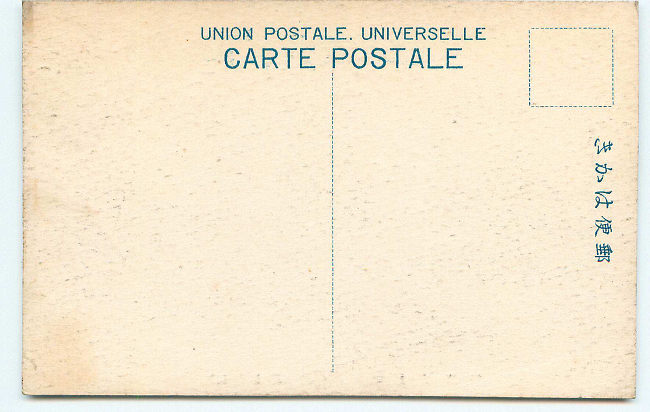 UNION POSTALE. UNIVERSELLE
CARTE POSTALE
郵便はかき